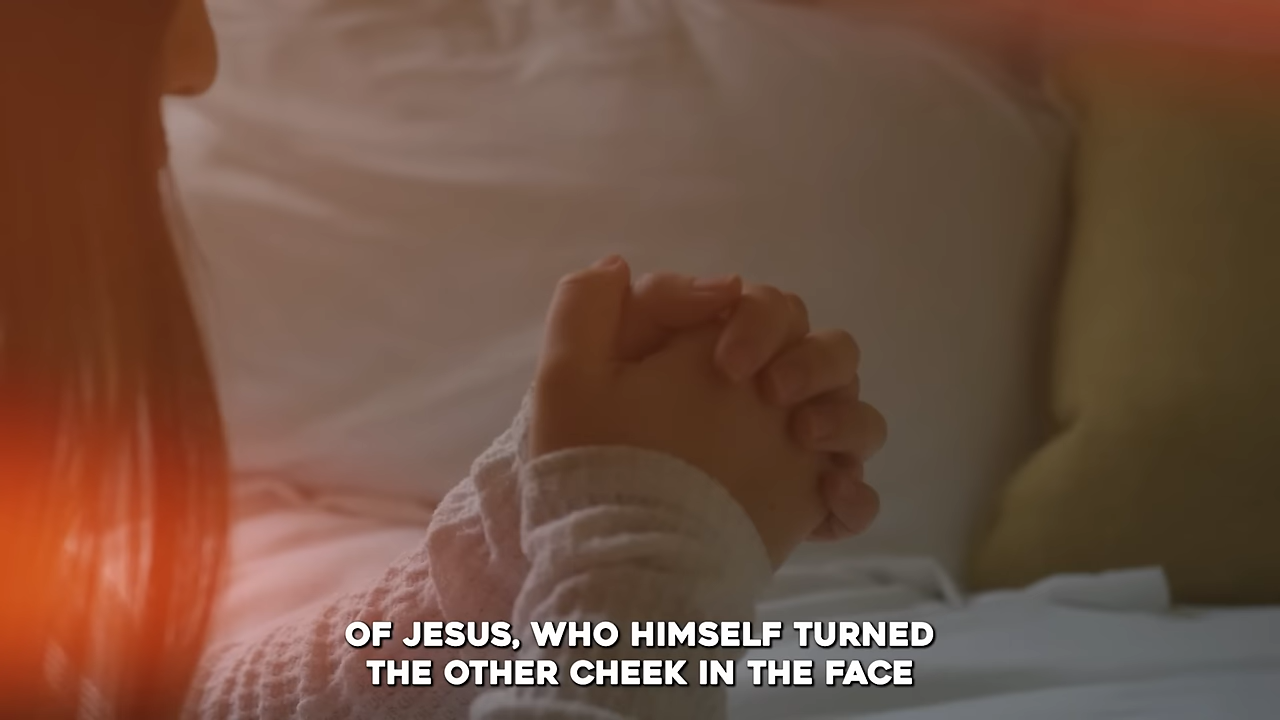 OF JESUS, WHO HIMSELF TURNED
THE OTHER CHEEK IN THE FACE